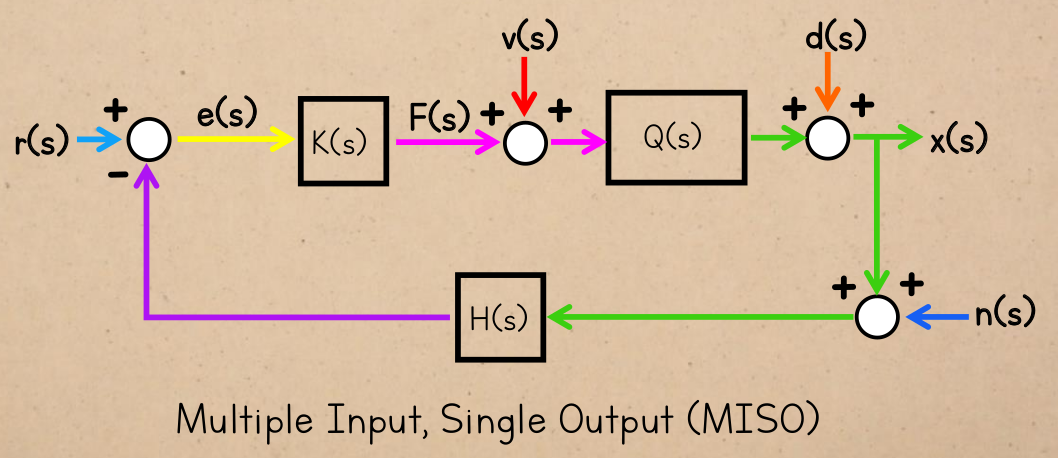 v(s)
d(s)
+
e(s)
F(s)
+
+
+
+
r(s)
K(s)
Q(s)
x(s)
-
+
+
H(s)
n(s)
Multiple Input, Single Output (MISO)